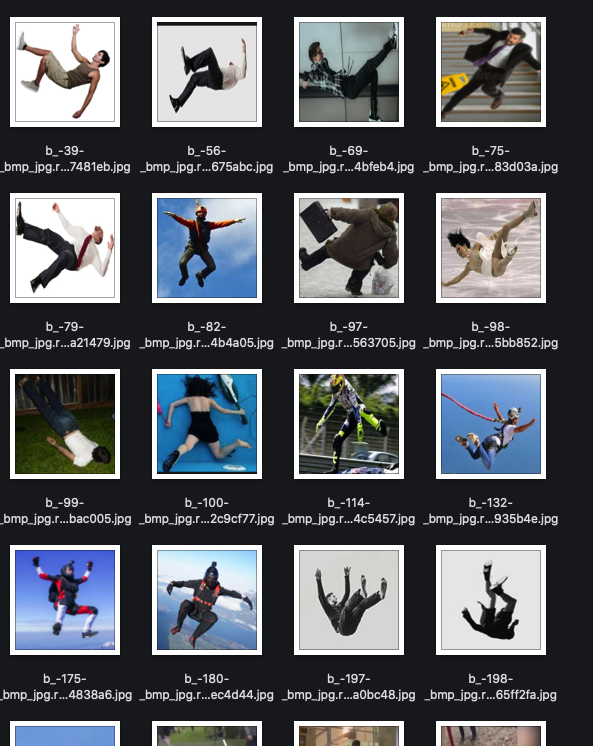 b_-39-
_bmp_jpg.r...7481eb.jpg
b_-56-
_bmp_jpg.r...675abc.jpg
b_-69-
_bmp_jpg.r...4bfeb4.jpg
b_-75-
_bmp_jpg.r...83d03a.jpg
b_-79-
_bmp_jpg.r...a21479.jpg
b_-82-
_bmp_jpg.r...4b4a05.jpg
b_-97-
_bmp_jpg.r...563705.jpg
b_-98-
_bmp_jpg.r...5bb852.jpg
b_-99-
_bmp_jpg.r...bac005.jpg
b_-100-
_bmp_jpg.r...2c9cf77.jpg
b_-114-
_bmp_jpg.r...4c5457.jpg
b_-132-
_bmp_jpg.r...935b4e.jpg
b_-175-
_bmp_jpg.r...4838a6.jpg
b_-180-
_bmp_jpg.r...ec4d44.jpg
b_-197-
_bmp_jpg.r...a0bc48.jpg
b_-198-
_bmp_jpg.r...65ff2fa.jpg